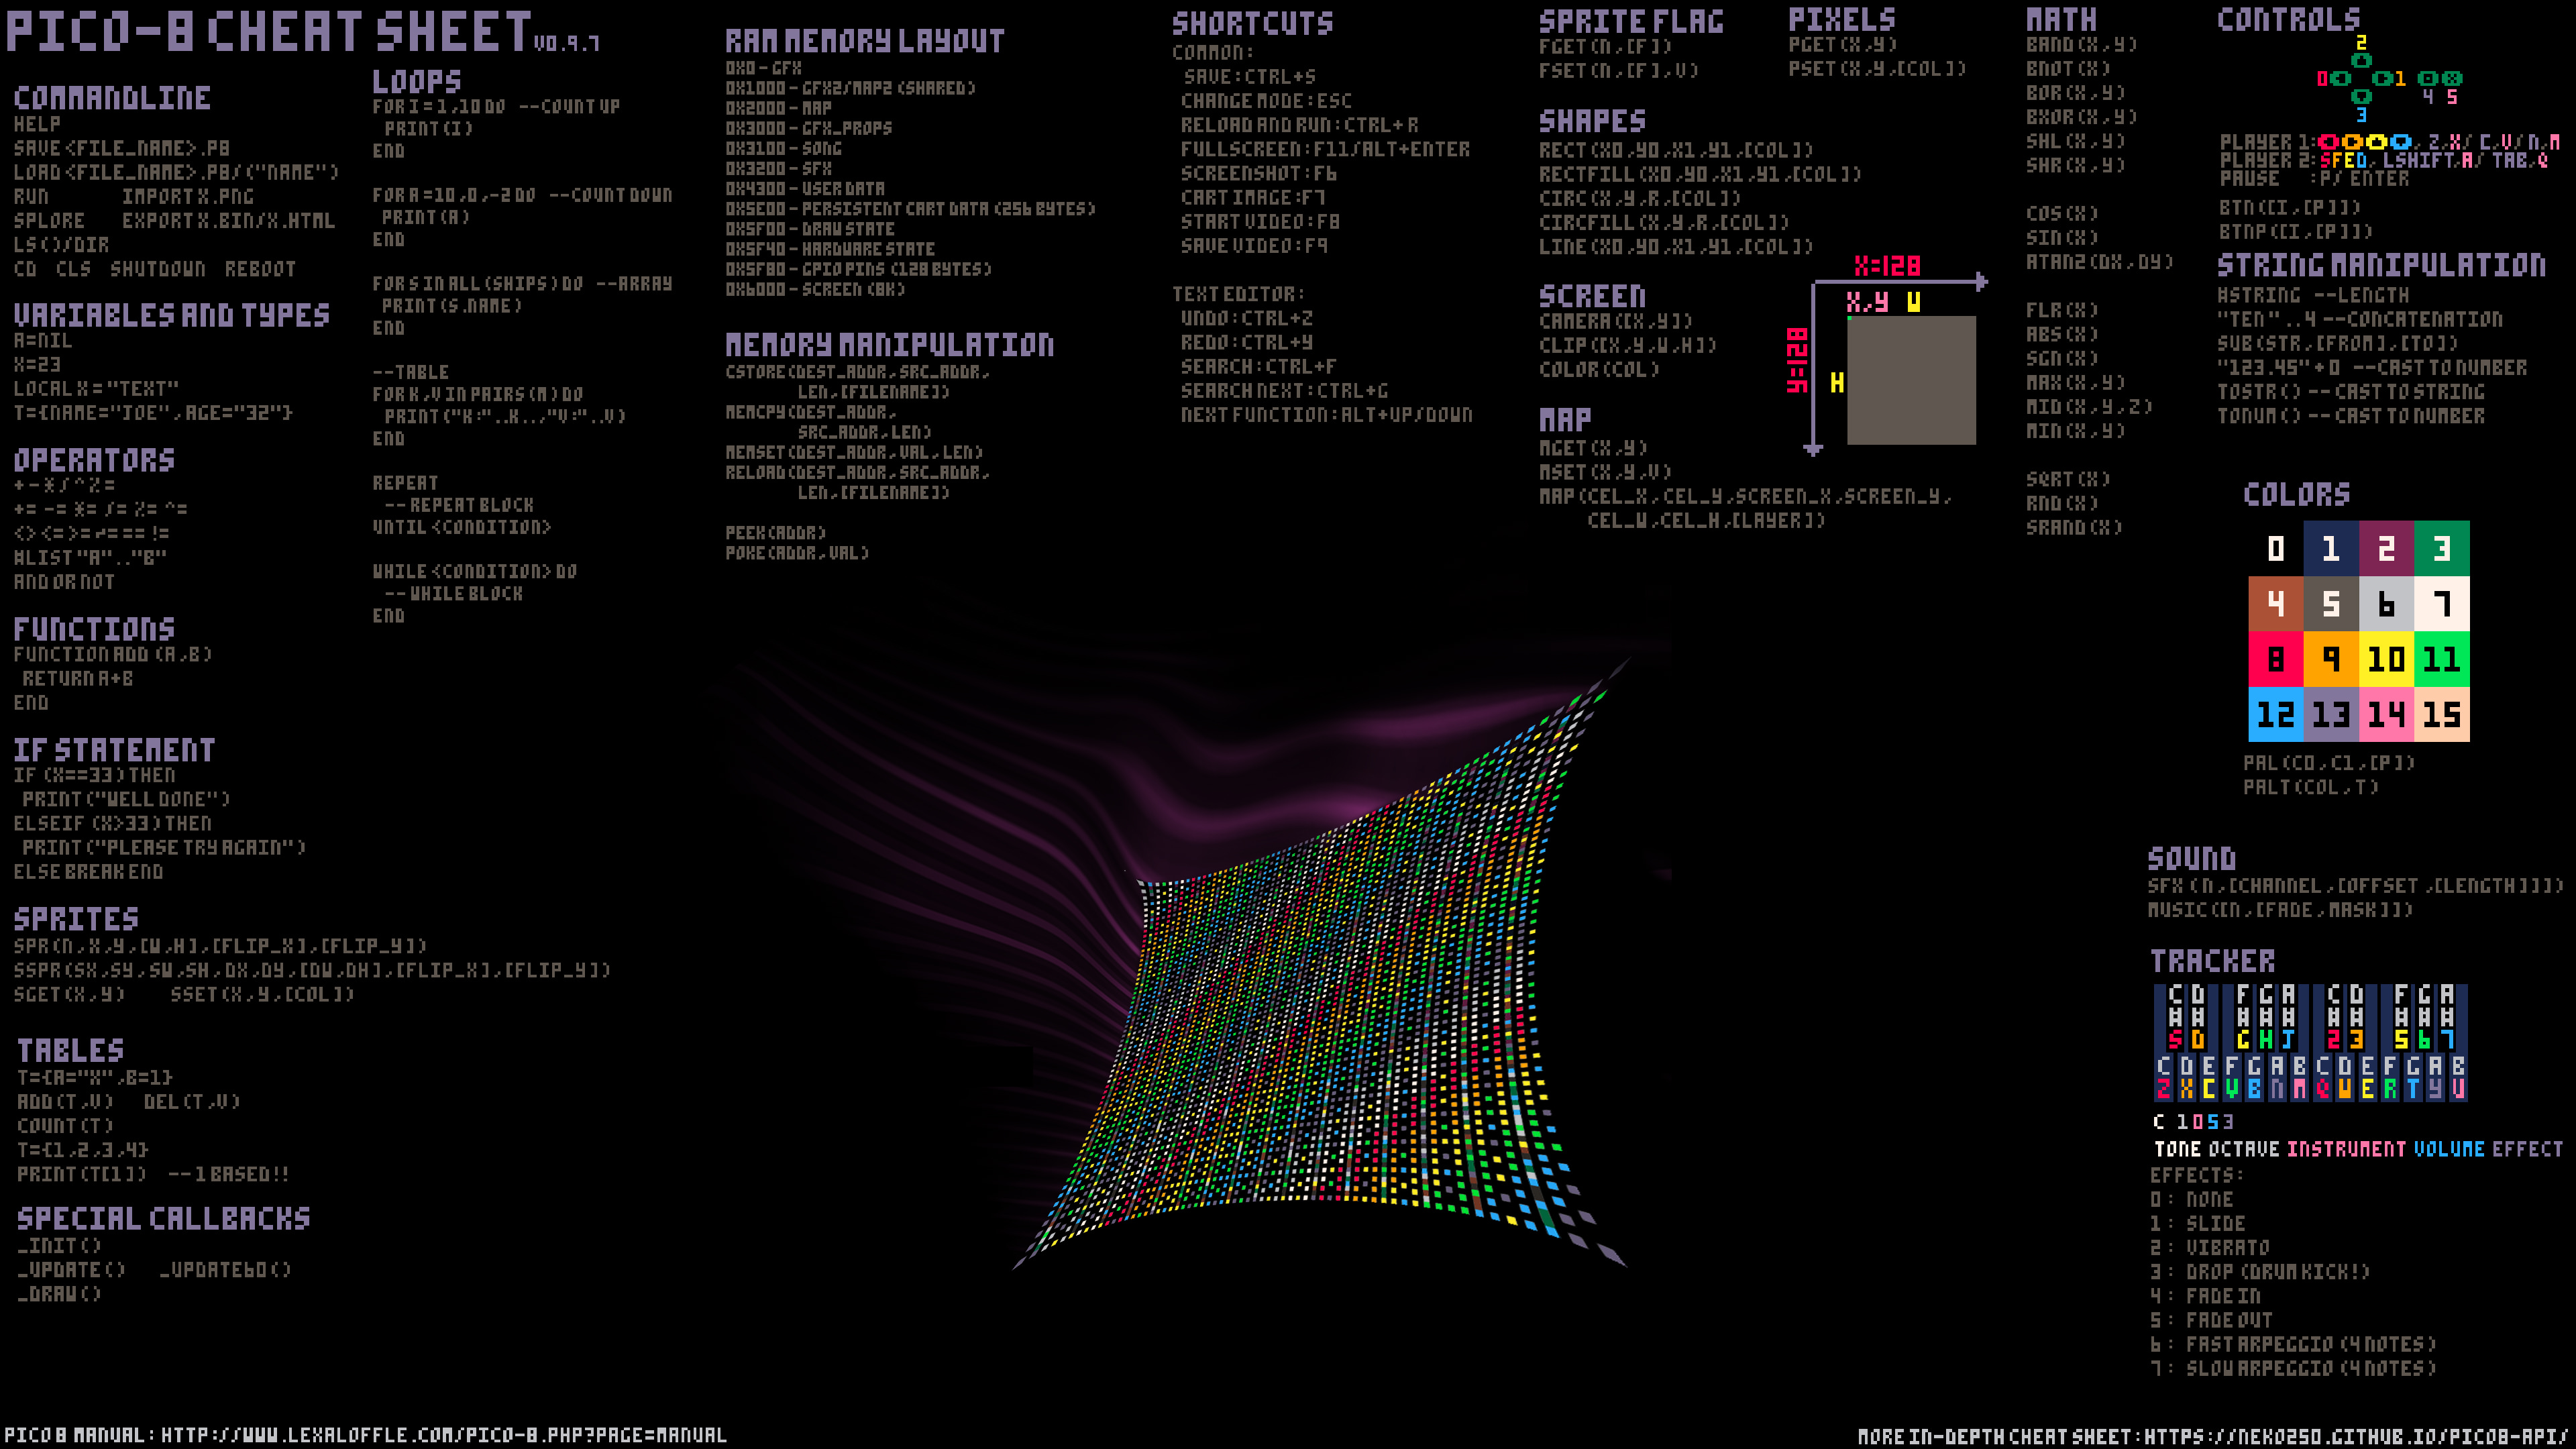 PICO-8 CHEAT SHEET V0.9.7
COMMANDLINE
HELP
SAVE <FILE_NAME>.P8
LOAD <FILE_NAME>.P8/("NAME")
RUN IMPORT X.PNG
SPLORE EXPORT X.BIN/X.HTML
LS()/DIR
CD CLS SHUTDOWN REBOOT
VARIABLES AND TYPES
A=NIL
X=23
LOCAL X="TEXT"
T={NAME="JOE",AGE="32"}
OPERATORS
+ - * / ^ % =
+= -= *= /= %= ^=
<> <= >= ~= == !=
#LIST "A".."B"
AND OR NOT
FUNCTIONS
FUNCTION ADD (A,B)
RETURN A+B
END
IF STATEMENT
IF (X==33) THEN
PRINT ("WELL DONE")
ELSEIF (X>33) THEN
PRINT ("PLEASE TRY AGAIN")
ELSE BREAK END
SPRITES
SPR(N,X,Y,[W,H],[FLIP_X],[FLIP_Y])
SSPR(SX,SY,SW,SH,DX,DY,[DW,DH],[FLIP_X],[FLIP_Y])
SGET(X,Y) SSET(X,Y,[COL])
TABLES
T={A="X",B=1}
ADD(T,V) DEL(T,V)
COUNT(T)
T={1,2,3,4}
PRINT(T[1]) --1 BASED!!
SPECIAL CALLBACKS
_INIT()
_UPDATE() _UPDATE60()
_DRAW()
LOOPS
FOR I=1,10 DO --COUNT UP
PRINT(I)
END
FOR A=10,0,-2 DO --COUNT DOWN
PRINT(A)
END
FOR S IN ALL(SHIPS) DO --ARRAY
PRINT(S.NAME)
END
--TABLE
FOR K,V IN PAIRS(M) DO
PRINT("K:"..K..,"V:"..V)
END
REPEAT
--REPEAT BLOCK
UNTIL <CONDITION>
WHILE <CONDITION> DO
--WHILE BLOCK
END
RAM MEMORY LAYOUT
0X0 - GFX
0X1000 - GFX2/MAP2 (SHARED)
0X2000 - MAP
0X3000 - GFX_PROPS
0X3100 - SONG
0X3200 - SFX
0X4300 - USER DATA
0X5E00 - PERSISTENT CART DATA (256 BYTES)
0X5F00 - DRAW STATE
0X5F40 - HARDWARE STATE
0X5F80 - GPIO PINS (128 BYTES)
0X6000 - SCREEN (8K)
MEMORY MANIPULATION
CSTORE(DEST_ADDR,SRC_ADDR,
LEN,[FILENAME])
MEMCPY(DEST_ADDR,
SRC_ADDR,LEN)
MEMSET(DEST_ADDR,VAL,LEN)
RELOAD(DEST_ADDR,SRC_ADDR,
LEN,[FILENAME])
PEEK(ADDR)
POKE(ADDR,VAL)
SHORTCUTS
COMMON:
SAVE:CTRL+S
CHANGE MODE:ESC
RELOAD AND RUN:CTRL+R
FULLSCREEN:F11/ALT+ENTER
SCREENSHOT:F6
CART IMAGE:F7
START VIDEO:F8
SAVE VIDEO:F9
TEXT EDITOR:
UNDO:CTRL+Z
REDO:CTRL+Y
SEARCH:CTRL+F
SEARCH NEXT:CTRL+G
NEXT FUNCTION:ALT+UP/DOWN
SPRITE FLAG
FGET(N,[F])
FSET(N,[F],V)
PIXELS
PGET(X,Y)
PSET(X,Y,[COL])
SHAPES
RECT(X0,Y0,X1,Y1,[COL])
RECTFILL(X0,Y0,X1,Y1,[COL])
CIRC(X,Y,R,[COL])
CIRCFILL(X,Y,R,[COL])
LINE(X0,Y0,X1,Y1,[COL])
SCREEN
CAMERA([X,Y])
CLIP([X,Y,W,H])
COLOR(COL)
X=128
X,Y W
Y=128
H
MAP
MGET(X,Y)
MSET(X,Y,V)
MAP(CEL_X,CEL_Y,SCREEN_X,SCREEN_Y,
CEL_W,CEL_H,[LAYER])
MATH
BAND(X,Y)
BNOT(X)
BOR(X,Y)
BXOR(X,Y)
SHL(X,Y)
SHR(X,Y)
COS(X)
SIN(X)
ATAN2(DX,DY)
FLR(X)
ABS(X)
SGN(X)
MAX(X,Y)
MID(X,Y,Z)
MIN(X,Y)
SQRT(X)
RND(X)
SRAND(X)
CONTROLS
2
0 1
4 5
3
PLAYER 1: , Z,X/ C,V/ N,M
PLAYER 2:SFED, LSHIFT,A/ TAB,Q
PAUSE :P/ ENTER
BTN([I,[P]])
BTNP([I,[P]])
STRING MANIPULATION
#STRING --LENGTH
"TEN"..4 --CONCATENATION
SUB(STR,[FROM],[TO])
"123.45"+0 --CAST TO NUMBER
TOSTR() --CAST TO STRING
TONUM() --CAST TO NUMBER
COLORS
0 1 2 3
4 5 6 7
8 9 10 11
12 13 14 15
PAL(C0,C1,[P])
PALT(COL,T)
SOUND
SFX (N,[CHANNEL,[OFFSET,[LENGTH]]])
MUSIC([N,[FADE,MASK]])
TRACKER
C D F G A C D F G A
# # # # # # # # # #
S D G H J 2 3 5 6 7
C D E F G A B C D E F G A B
Z X C V B N M Q W E R T Y U
C 1053
TONE OCTAVE INSTRUMENT VOLUME EFFECT
EFFECTS:
0: NONE
1: SLIDE
2: VIBRATO
3: DROP (DRUM KICK!)
4: FADE IN
5: FADE OUT
6: FAST ARPEGGIO (4 NOTES)
7: SLOW ARPEGGIO (4 NOTES)
PICO 8 MANUAL: HTTP://WWW.LEXALOFFLE.COM/PICO-8.PHP?PAGE=MANUAL
MORE IN-DEPTH CHEAT SHEET:HTTPS://NEKO250.GITHUB.IO/PICO8-API/